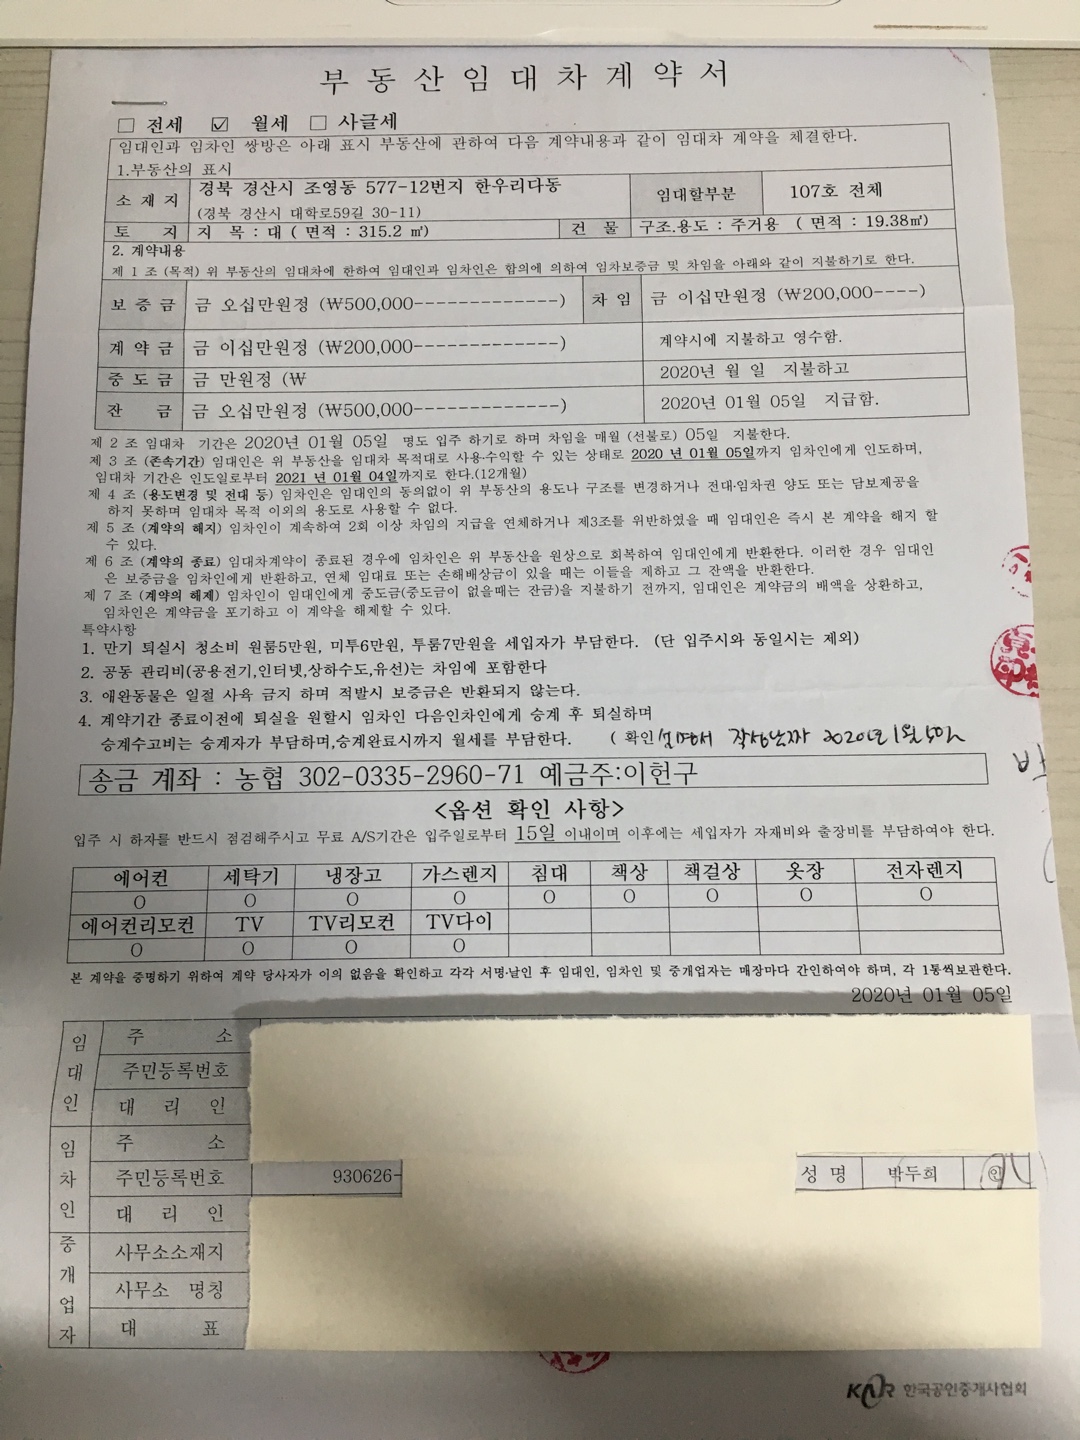 부동산임대차계약서
□ 전세 ☑ 월세 □ 사글세
임대인과 임차인 쌍방은 아래 표시 부동산에 관하여 다음 계약내용과 같이 임대차 계약을 체결한다.
1.부동산의 표시
소재지 경북 경산시 조영동 577-12번지 한우리다동 임대할부분 107호 전체
(경북 경산시 대학로59길 30-11)
토 지 지 목 : 대 ( 면적 : 315.2 ㎡) 건 물 구조.용도 : 주거용 ( 면적 : 19.38㎡)
2. 계약내용
제 1 조 (목적) 위 부동산의 임대차에 한하여 임대인과 임차인은 합의에 의하여 임차보증금 및 차임을 아래와 같이 지불하기로 한다.
보증금 금 오십만원정 (₩500,000-------------) 차 임 금 이십만원정 (₩200,000----)
계약금 금 이십만원정 (₩200,000-------------) 계약시에 지불하고 영수함.
중도금 금 만원정 (₩ 2020년 월 일 지불하고
잔 금 금 오십만원정 (₩500,000-------------) 2020년 01월 05일 지급함.
제 2 조 임대차 기간은 2020년 01월 05일 명도 입주 하기로 하며 차임을 매월 (선불로) 05일 지불한다.
제 3 조 (존속기간) 임대인은 위 부동산을 임대차 목적대로 사용·수익할 수 있는 상태로 2020 년 01월 05일까지 임차인에게 인도하며,
임대차 기간은 인도일로부터 2021 년 01월 04일까지로 한다.(12개월)
제 4 조 (용도변경 및 전대 등) 임차인은 임대인의 동의없이 위 부동산의 용도나 구조를 변경하거나 전대·임차권 양도 또는 담보제공을
하지 못하며 임대차 목적 이외의 용도로 사용할 수 없다.
제 5 조 (계약의 해지) 임차인이 계속하여 2회 이상 차임의 지급을 연체하거나 제3조를 위반하였을 때 임대인은 즉시 본 계약을 해지 할
수 있다.
제 6 조 (계약의 종료) 임대차계약이 종료된 경우에 임차인은 위 부동산을 원상으로 회복하여 임대인에게 반환한다. 이러한 경우 임대인
은 보증금을 임차인에게 반환하고, 연체 임대료 또는 손해배상금이 있을 때는 이들을 제하고 그 잔액을 반환한다.
제 7 조 (계약의 해제) 임차인이 임대인에게 중도금(중도금이 없을때는 잔금)을 지불하기 전까지, 임대인은 계약금의 배액을 상환하고,
임차인은 계약금을 포기하고 이 계약을 해제할 수 있다.
특약사항
1. 만기 퇴실시 청소비 원룸5만원, 미투6만원, 투룸7만원을 세입자가 부담한다. (단 입주시와 동일시는 제외)
2. 공동 관리비(공용전기,인터넷,상하수도,유선)는 차임에 포함한다
3. 애완동물은 일절 사육 금지 하며 적발시 보증금은 반환되지 않는다.
4. 계약기간 종료이전에 퇴실을 원할시 임차인 다음인차인에게 승계 후 퇴실하며
승계수고비는 승계자가 부담하며,승계완료시까지 월세를 부담한다. ( 확인설명서 작성날짜 2020년 1월 5일
송금 계좌 : 농협 302-0335-2960-71 예금주:이헌구
<옵션 확인 사항>
입주 시 하자를 반드시 점검해주시고 무료 A/S기간은 입주일로부터 15일 이내이며 이후에는 세입자가 자재비와 출장비를 부담하여야 한다.
에어컨 세탁기 냉장고 가스렌지 침대 책상 책걸상 옷장 전자렌지
O O O O O O O O O
에어컨리모컨 TV TV리모컨 TV다이
O O O O
본 계약을 증명하기 위하여 계약 당사자가 이의 없음을 확인하고 각각 서명·날인 후 임대인, 임차인 및 중개업자는 매장마다 간인하여야 하며, 각 1통씩보관한다.
2020년 01월 05일
임대인 주 소
주민등록번호
대 리 인
임차인 주 소
주민등록번호 930626- 성 명 박두희 인
대 리 인
중개업자 사무소소재지
사무소 명칭
대 표
KAR 한국공인중개사협회